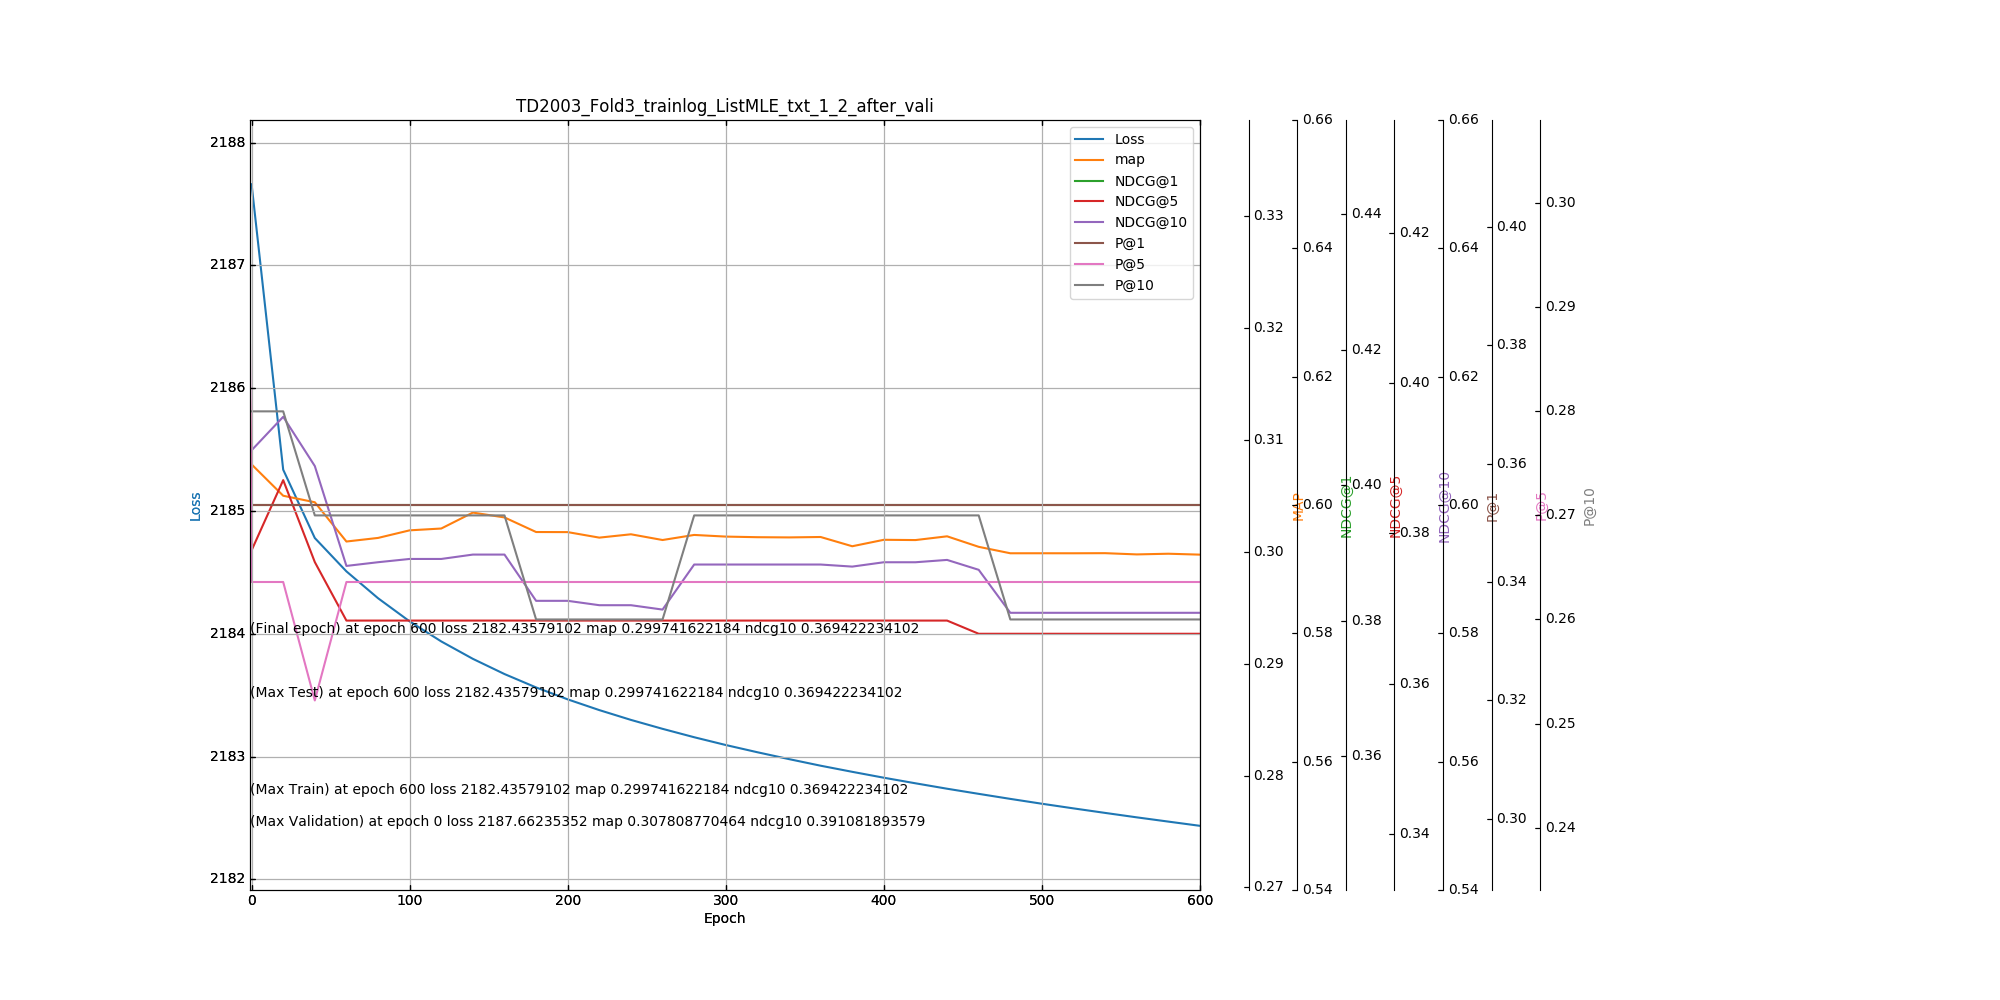 TD2003_Fold3_trainlog_ListMLE_txt_1_2_after_vali
Loss
2188
2187
2186
2185
2184
2183
2182
0 100 200 300 400 500 600
Epoch
Loss
map
NDCG@1
NDCG@5
NDCG@10
P@1
P@5
P@10
(Final epoch) at epoch 600 loss 2182.43579102 map 0.299741622184 ndcg10 0.369422234102
(Max Test) at epoch 600 loss 2182.43579102 map 0.299741622184 ndcg10 0.369422234102
(Max Train) at epoch 600 loss 2182.43579102 map 0.299741622184 ndcg10 0.369422234102
(Max Validation) at epoch 0 loss 2187.66235352 map 0.307808770464 ndcg10 0.391081893579
0.33
0.32
0.31
0.30
0.29
0.28
0.27
MAP
0.66
0.64
0.62
0.60
0.58
0.56
0.54
NDCG@1
0.44
0.42
0.40
0.38
0.36
NDCG@5
0.42
0.40
0.38
0.36
0.34
NDCG@10
0.66
0.64
0.62
0.60
0.58
0.56
0.54
P@1
0.40
0.38
0.36
0.34
0.32
0.30
P@5
0.30
0.29
0.28
0.27
0.26
0.25
0.24
P@10